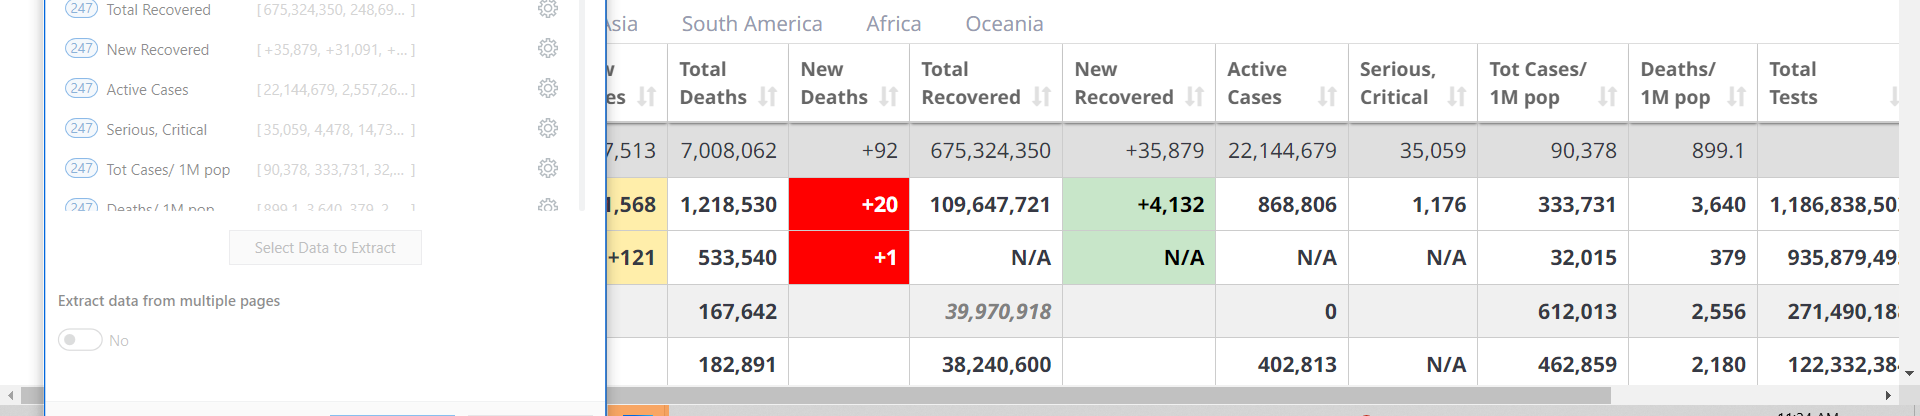 247 Total Recovered [675,324,350, 248,69... ]
247 New Recovered [ +35,879, +31,091, +... ]
247 Active Cases [22,144,679, 2,557,26... ]
247 Serious, Critical [35,059, 4,478, 14,73... ]
247 Tot Cases/ 1M pop [90,378, 333,731, 32,... ]
247 Deaths/ 1M pop [899.1, 3,640, 379, 2... ]
Select Data to Extract
Extract data from multiple pages
No
South America Africa Oceania
Total Deaths
New Deaths
Total Recovered
New Recovered
Active Cases
Serious, Critical
Tot Cases/ 1M pop
Deaths/ 1M pop
Total Tests
7,513 7,008,062 +92 675,324,350 +35,879 22,144,679 35,059 90,378 899.1
1,568 1,218,530 +20 109,647,721 +4,132 868,806 1,176 333,731 3,640 1,186,838,50
+121 533,540 +1 N/A N/A N/A N/A 32,015 379 935,879,49
167,642 39,970,918 0 612,013 2,556 271,490,18
182,891 38,240,600 402,813 N/A 462,859 2,180 122,332,384